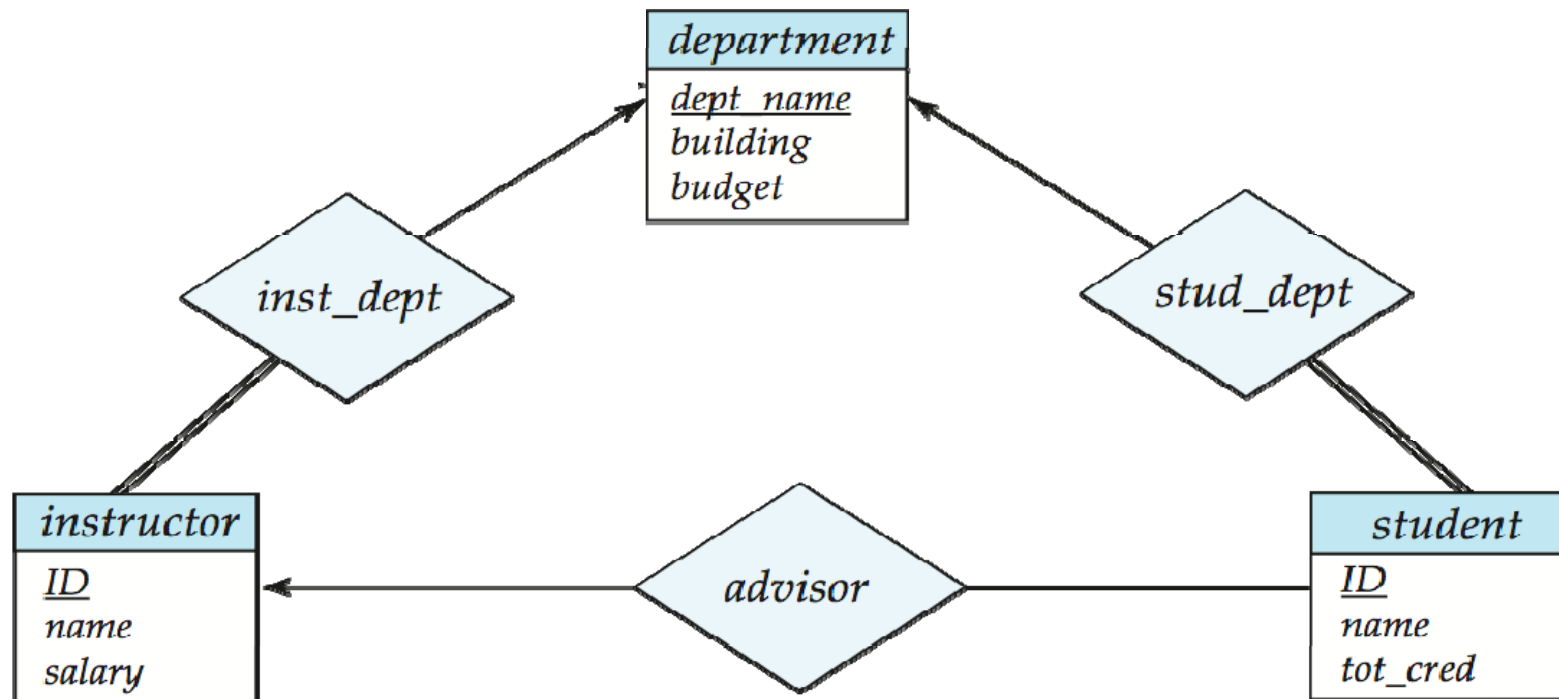 department
dept_name
building
budget
inst_dept
stud_dept
instructor
ID
name
salary
advisor
student
ID
name
tot_cred